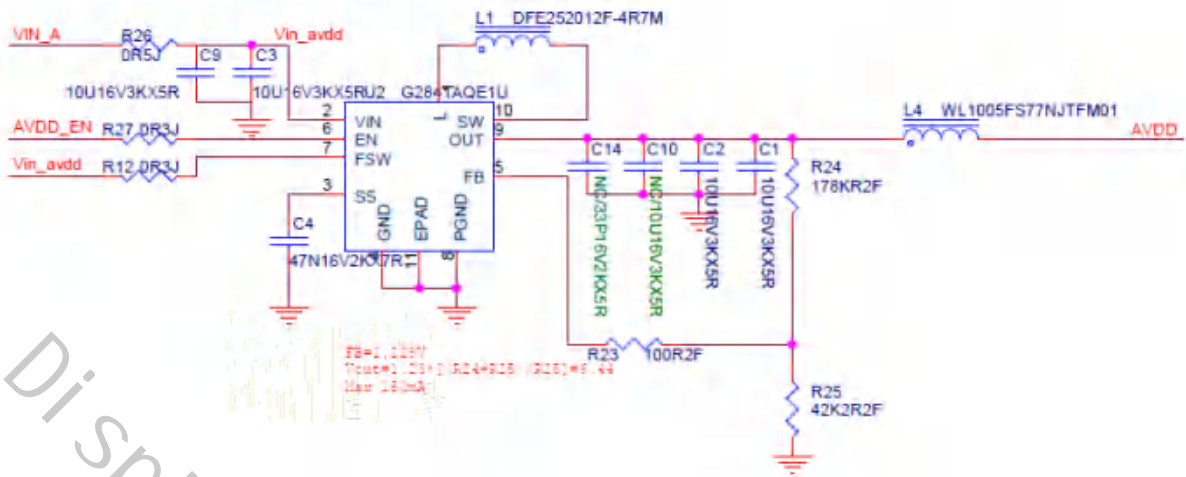 L1 DFE252012F-4R7M
VIN_A
R26
0R5J
Vin_avdd
C9
C3
10U16V3KX5R
10U16V3KX5R
U2
2
VIN
L
SW
10
AVDD_EN
R27 0R3J
6
EN
OUT
9
Vin_avdd
R12 0R3J
7
FSW
FB
5
3
SS
C4
47N16V2KX7R
GND
EPAD
PGND
11
8
L4 WL1005FS77NJTFM01
AVDD
C14
C10
C2
C1
NC/33P16V2KX5R
NC/10U16V3KX5R
10U16V3KX5R
10U16V3KX5R
R24
178KR2F
R23
100R2F
R25
42K2R2F